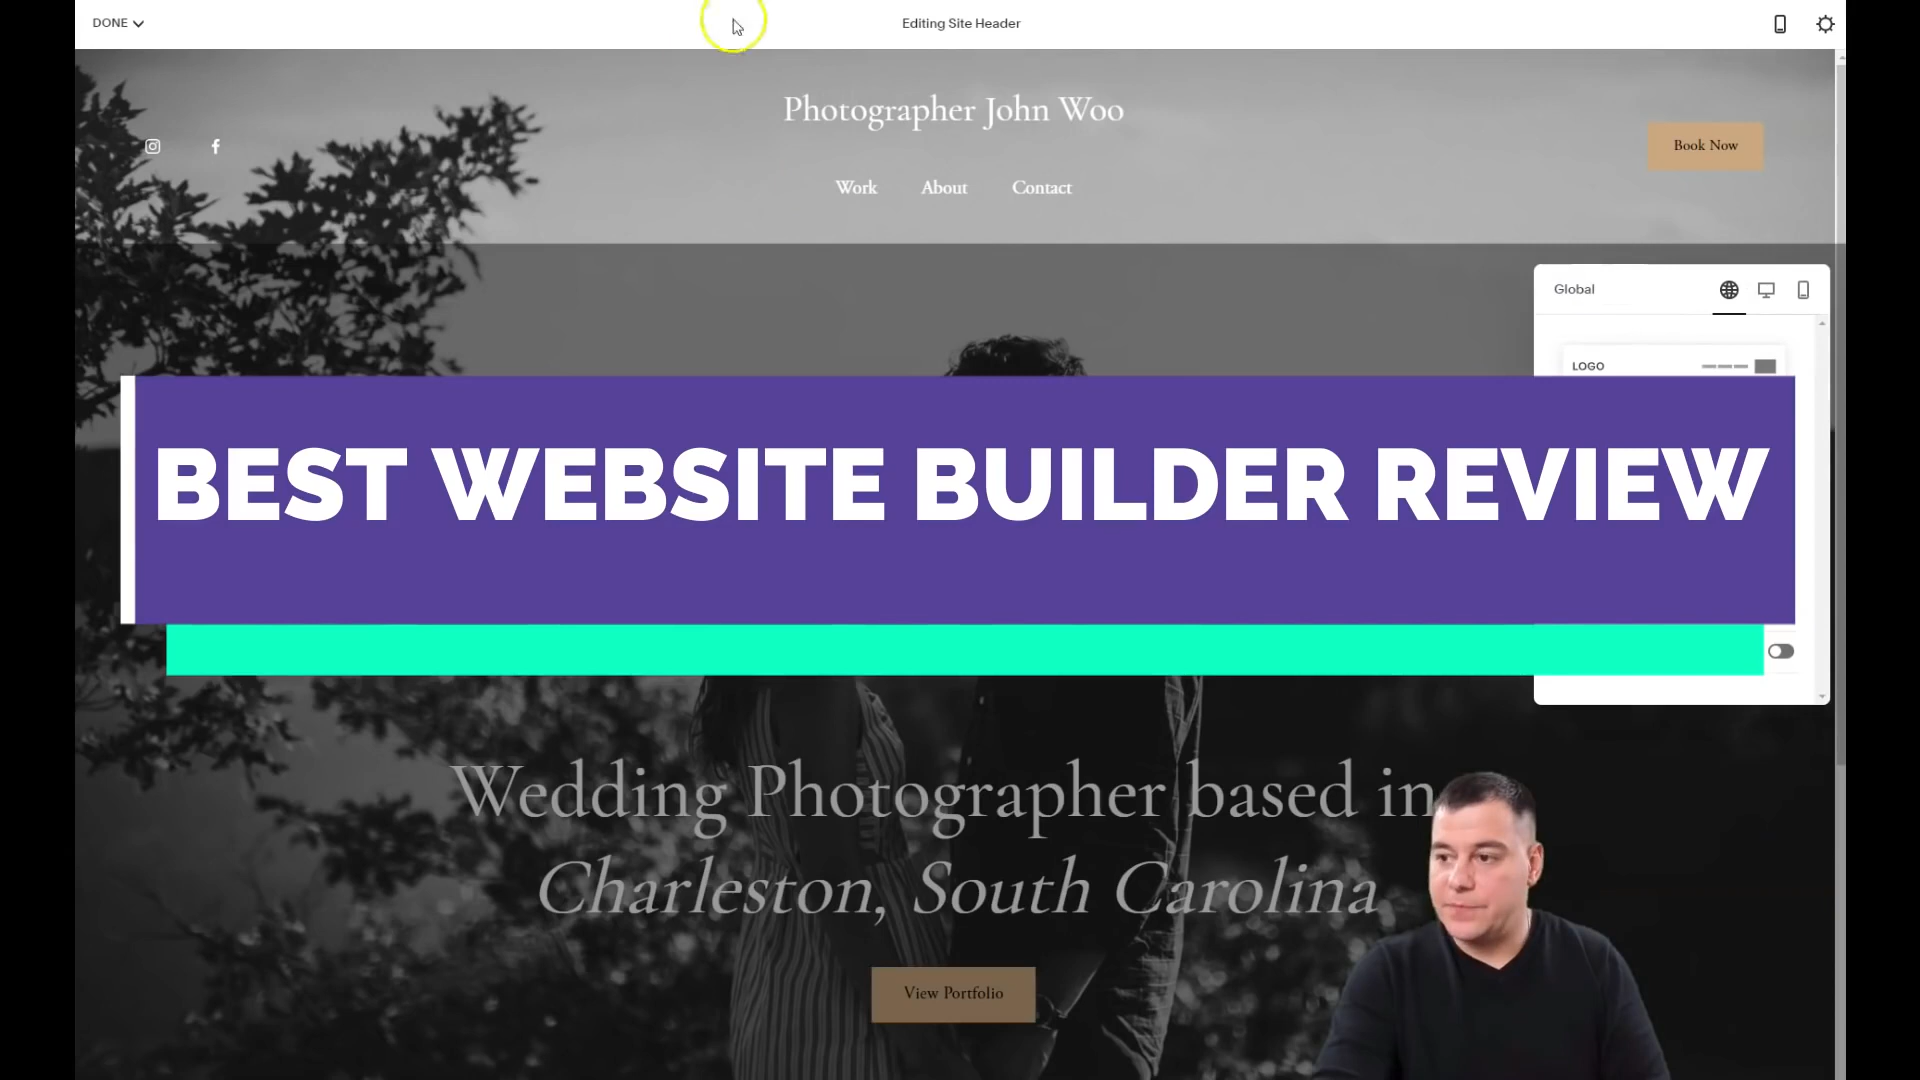 DONE
Editing Site Header
Photographer John Woo
Book Now
Work About Contact
Global
LOGO
BEST WEBSITE BUILDER REVIEW
Wedding Photographer based in
Charleston, South Carolina
View Portfolio